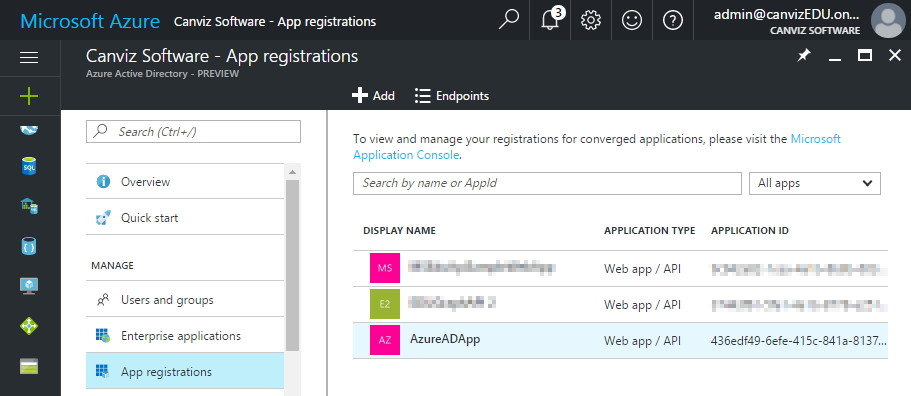 Microsoft Azure Canviz Software - App registrations 3 admin@canvizEDU.on...
CANVIZ SOFTWARE
Canviz Software - App registrations
Azure Active Directory - PREVIEW
Add Endpoints
Search (Ctrl+/)
Overview
Quick start
MANAGE
Users and groups
Enterprise applications
App registrations
To view and manage your registrations for converged applications, please visit the Microsoft
Application Console.
Search by name or AppId All apps
DISPLAY NAME APPLICATION TYPE APPLICATION ID
MS Web app / API
E2 Web app / API
AZ AzureADApp Web app / API 436edf49-6efe-415c-841a-8137...
SQL